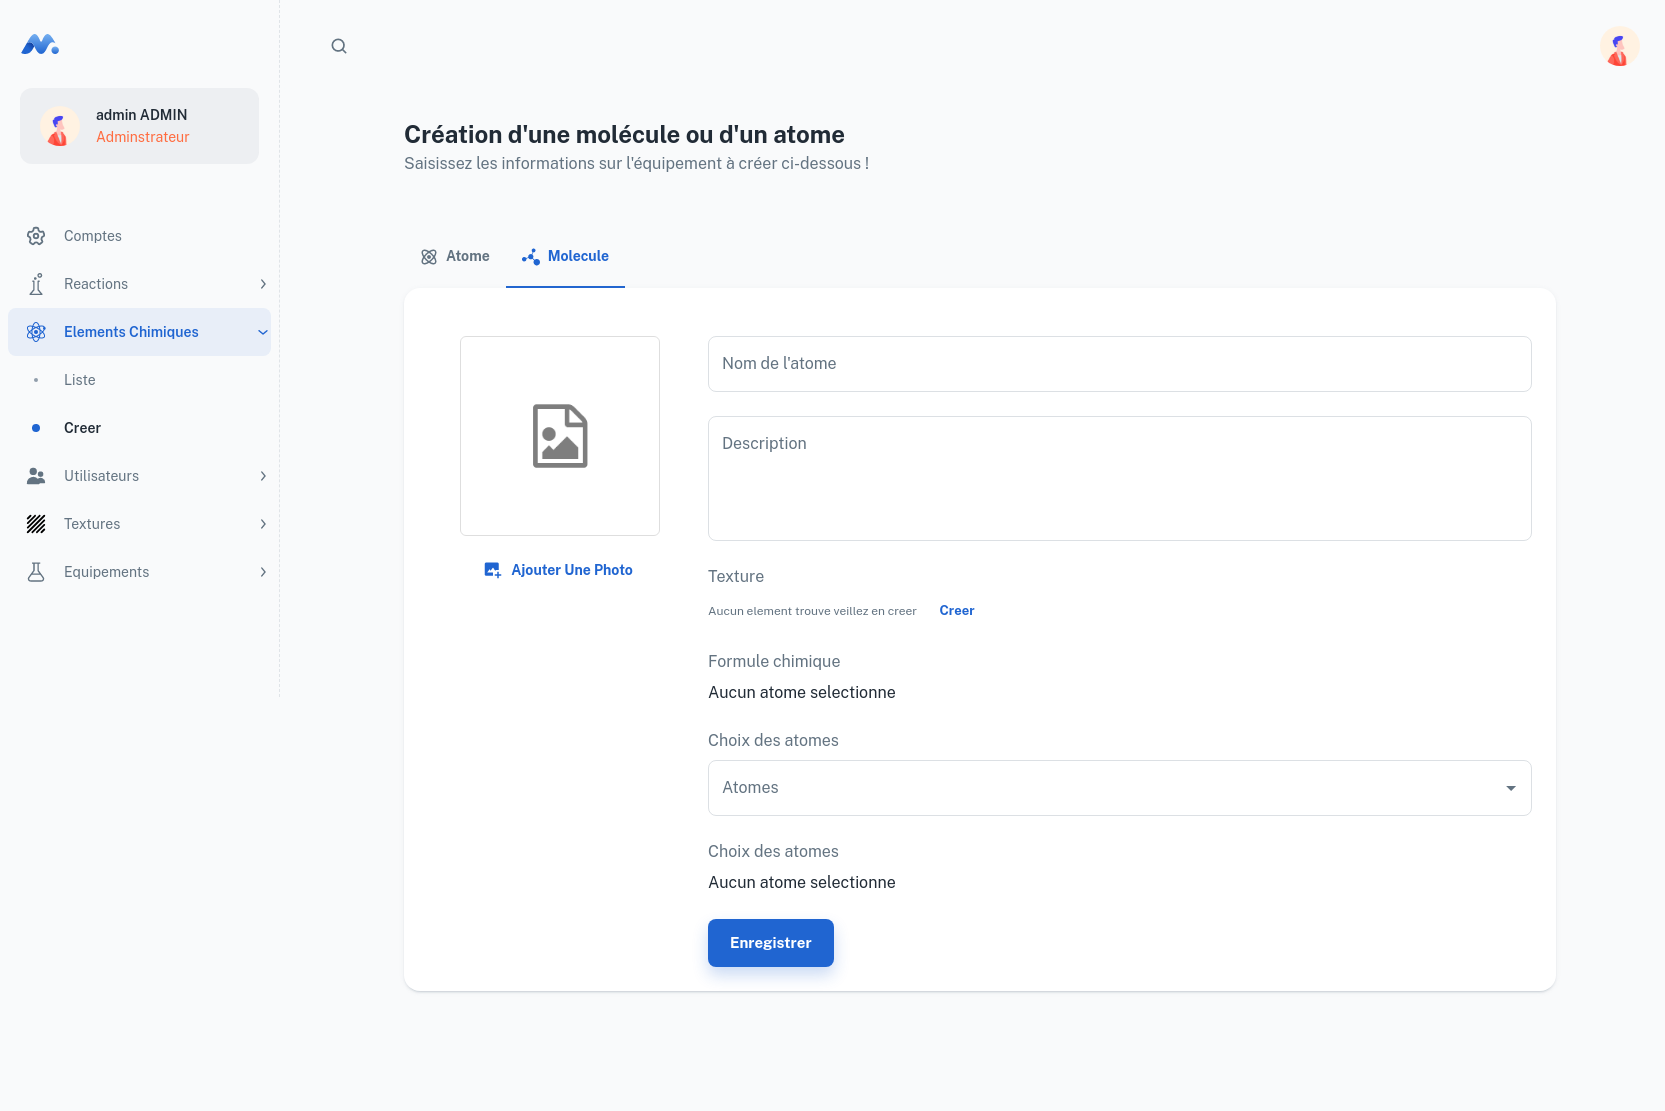 admin ADMIN
Adminstrateur
Comptes
Reactions
Elements Chimiques
Liste
Creer
Utilisateurs
Textures
Equipements
Création d'une molécule ou d'un atome
Saisissez les informations sur l'équipement à créer ci-dessous !
Atome
Molecule
Ajouter Une Photo
Nom de l'atome
Description
Texture
Aucun element trouve veillez en creer Creer
Formule chimique
Aucun atome selectionne
Choix des atomes
Atomes
Choix des atomes
Aucun atome selectionne
Enregistrer